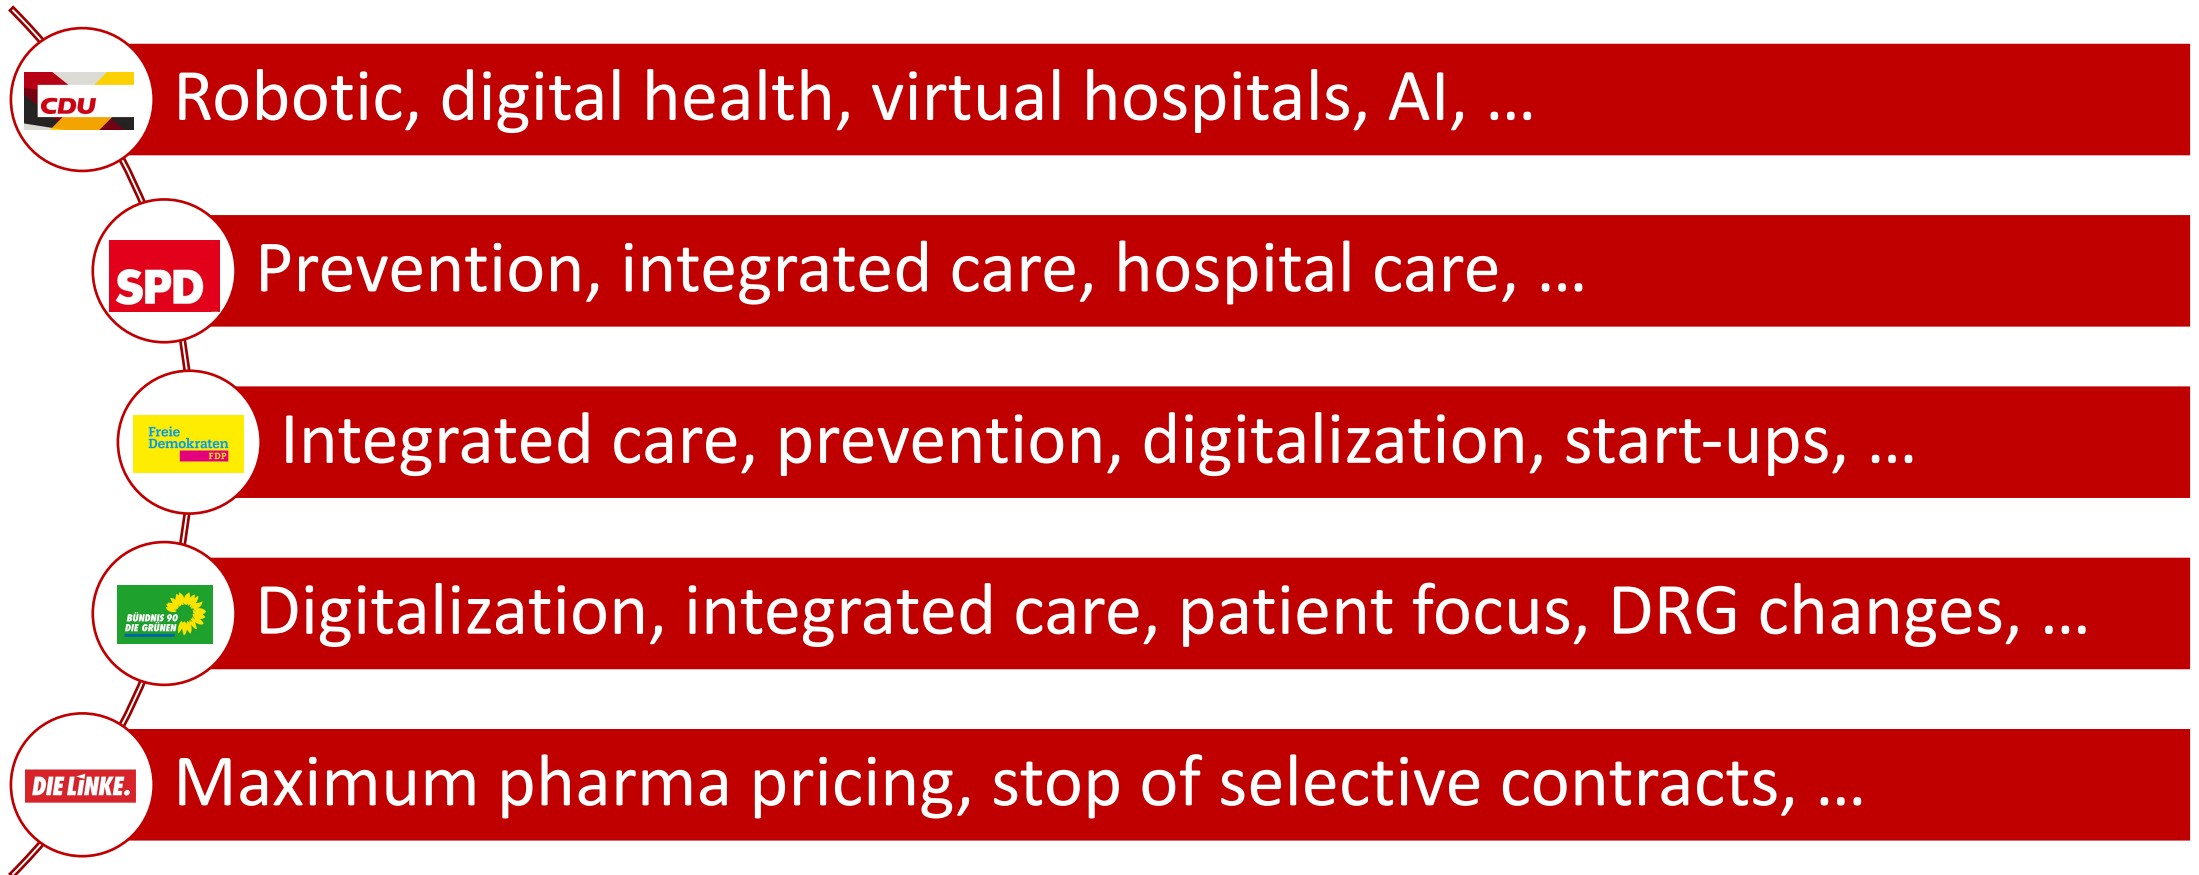 CDU
Robotic, digital health, virtual hospitals, AI, ...
SPD
Prevention, integrated care, hospital care, ...
Freie
Demokraten
FDP
Integrated care, prevention, digitalization, start-ups, ...
BÜNDNIS 90
DIE GRÜNEN
Digitalization, integrated care, patient focus, DRG changes, ...
DIE LINKE.
Maximum pharma pricing, stop of selective contracts, ...